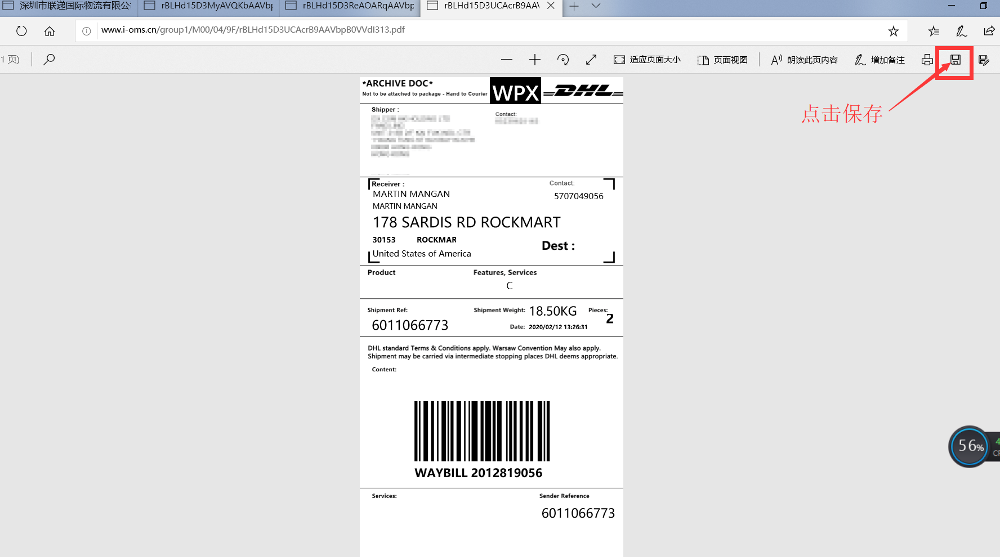 深圳市联递国际物流有限公司
rBLHd15D3MyAVQKbAAVbp
rBLHd15D3ReAOARqAAVbp
rBLHd15D3UCAcrB9AAV
www.i-oms.cn/group1/M00/04/9F/rBLHd15D3UCAcrB9AAVbpB0VVdI313.pdf
1 页)
适应页面大小
页面视图
朗读此页内容
增加备注
点击保存
*ARCHIVE DOC*
Not to be attached to package - Hand to Courier
WPX
DHL
Shipper :
Contact:
Receiver :
Contact:
MARTIN MANGAN
5707049056
MARTIN MANGAN
178 SARDIS RD ROCKMART
30153 ROCKMAR
Dest :
United States of America
Product
Features, Services
C
Shipment Ref:
Shipment Weight: 18.50KG
Pieces:
2
6011066773
Date: 2020/02/12 13:26:31
DHL standard Terms & Conditions apply. Warsaw Convention May also apply.
Shipment may be carried via intermediate stopping places DHL deems appropriate.
Content:
WAYBILL 2012819056
Services:
Sender Reference
6011066773
56%